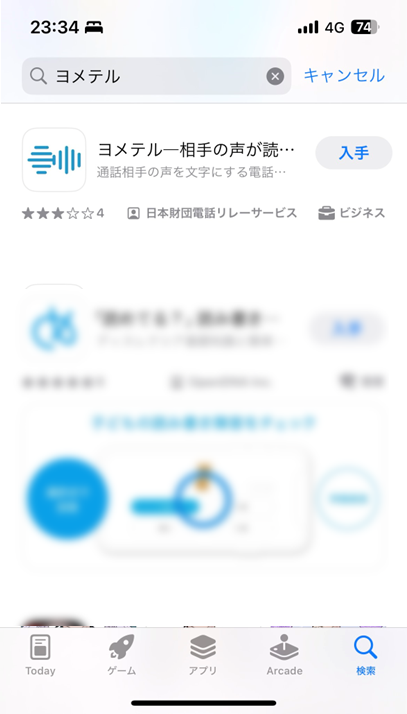 23:34
4G
74
ヨメテル
キャンセル
ヨメテル―相手の声が読…
入手
通話相手の声を文字にする電話…
4
日本財団電話リレーサービス
ビジネス
Today
ゲーム
アプリ
Arcade
検索